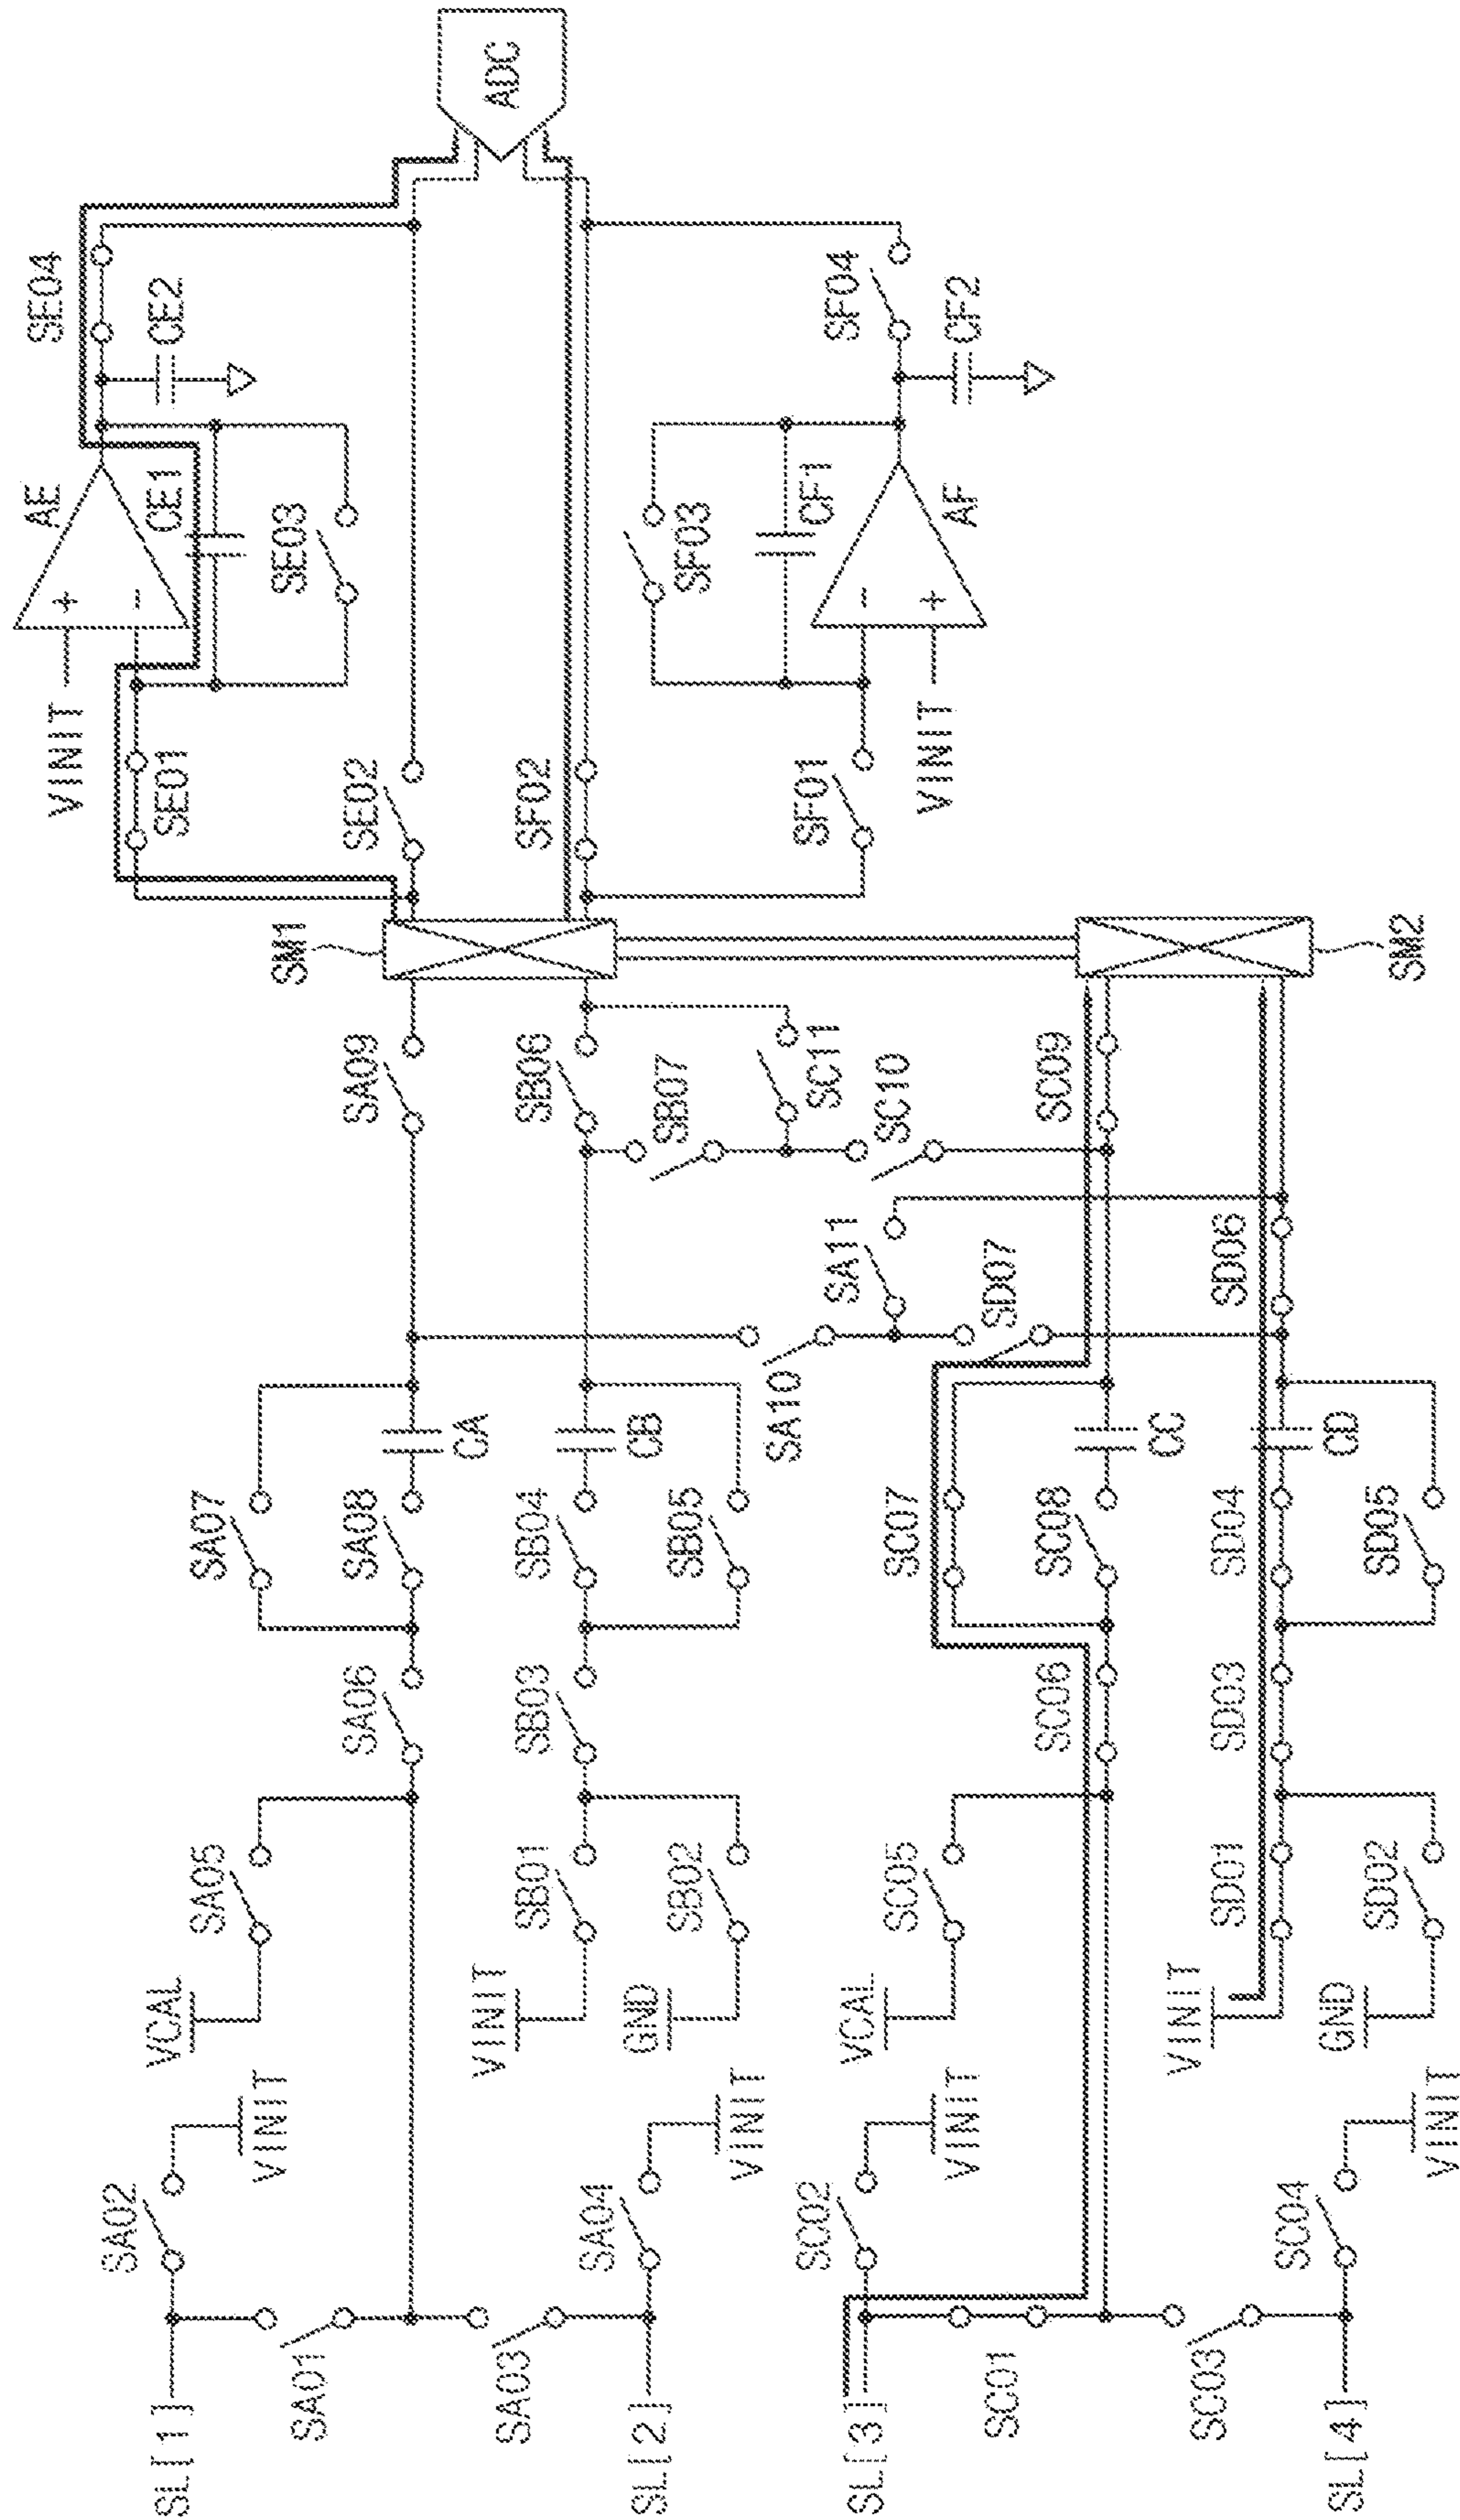 SL[1]
SA01
SA02
VINIT
VCAL
SA05
SA06
SA07
SA08
CA
SA09
SM1
SE01
SE02
VINIT
AE
+
-
CE1
SE03
CE2
SE04
ADC
SL[2]
SA03
SA04
VINIT
VINIT
SB01
GND
SB02
SB03
SB04
SB05
CB
SB06
SB07
SC11
SC10
SA10
SA11
SD07
SF02
SF01
VINIT
SF03
CF1
-
+
AF
SF04
CF2
SL[3]
SC01
SC02
VINIT
VCAL
SC05
SC06
SC07
SC08
CC
SC09
SM2
SL[4]
SC03
SC04
VINIT
VINIT
SD01
GND
SD02
SD03
SD04
SD05
CD
SD06